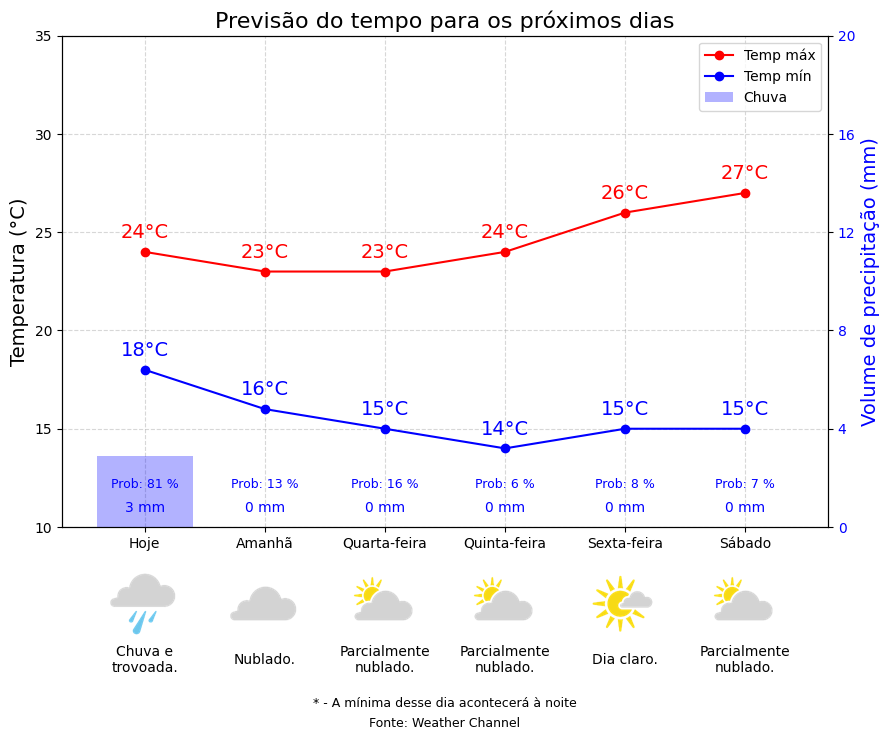 Previsão do tempo para os próximos dias
Temperatura (°C)
Volume de precipitação (mm)
35
30
25
20
15
10
20
16
12
8
4
0
Temp máx
Temp mín
Chuva
24°C
23°C
23°C
24°C
26°C
27°C
18°C
16°C
15°C
14°C
15°C
15°C
Prob: 81 %
Prob: 13 %
Prob: 16 %
Prob: 6 %
Prob: 8 %
Prob: 7 %
3 mm
0 mm
0 mm
0 mm
0 mm
0 mm
Hoje
Amanhã
Quarta-feira
Quinta-feira
Sexta-feira
Sábado
Chuva e
trovoada.
Nublado.
Parcialmente
nublado.
Parcialmente
nublado.
Dia claro.
Parcialmente
nublado.
* - A mínima desse dia acontecerá à noite
Fonte: Weather Channel